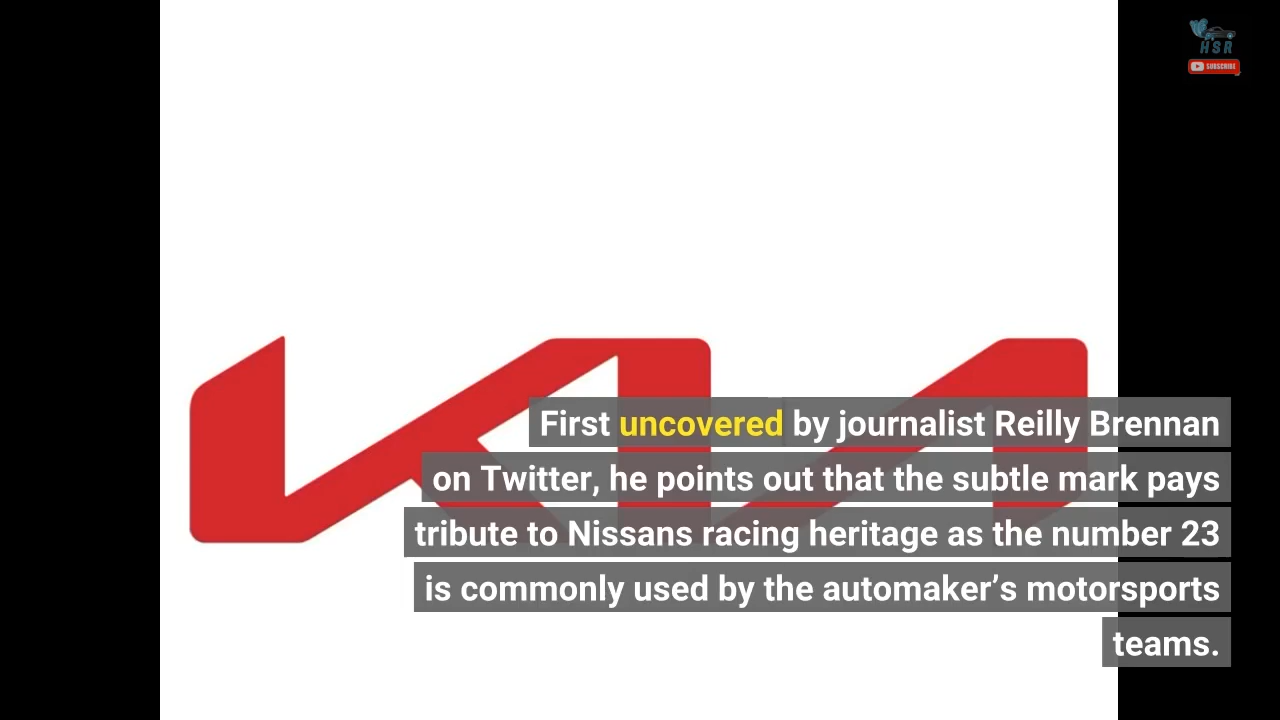 HSR
SUBSCRIBE
KIA
First uncovered by journalist Reilly Brennan
on Twitter, he points out that the subtle mark pays
tribute to Nissans racing heritage as the number 23
is commonly used by the automaker’s motorsports
teams.